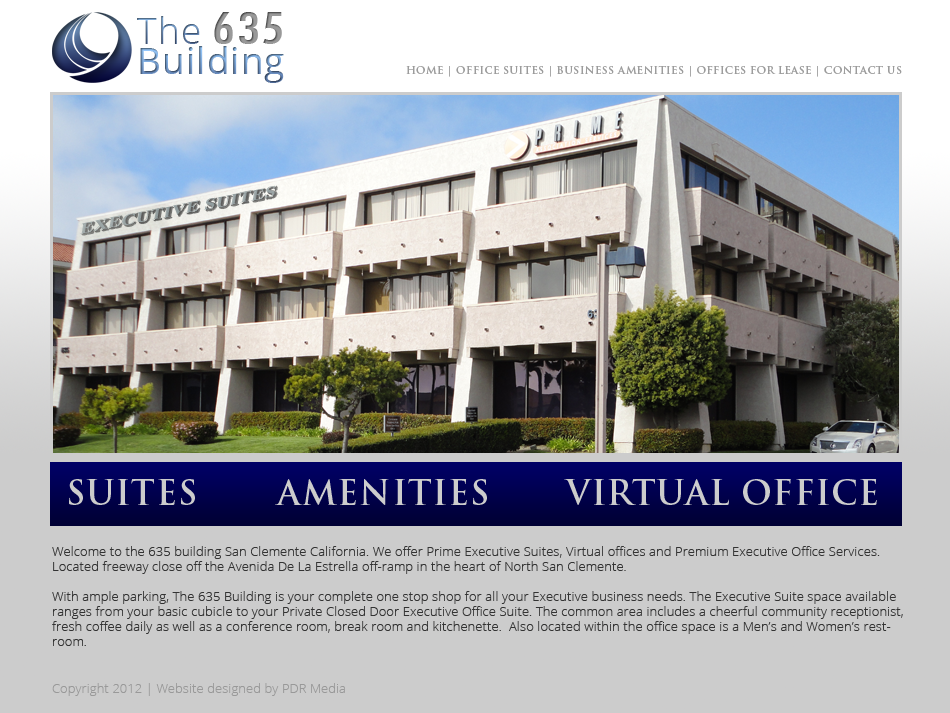 The 635
Building
HOME | OFFICE SUITES | BUSINESS AMENITIES | OFFICES FOR LEASE | CONTACT US
PRIME
EXECUTIVE SUITES
SUITES AMENITIES VIRTUAL OFFICE
Welcome to the 635 building San Clemente California. We offer Prime Executive Suites, Virtual offices and Premium Executive Office Services.
Located freeway close off the Avenida De La Estrella off-ramp in the heart of North San Clemente.
With ample parking, The 635 Building is your complete one stop shop for all your Executive business needs. The Executive Suite space available
ranges from your basic cubicle to your Private Closed Door Executive Office Suite. The common area includes a cheerful community receptionist,
fresh coffee daily as well as a conference room, break room and kitchenette.  Also located within the office space is a Men’s and Women’s rest-
room.
Copyright 2012 | Website designed by PDR Media